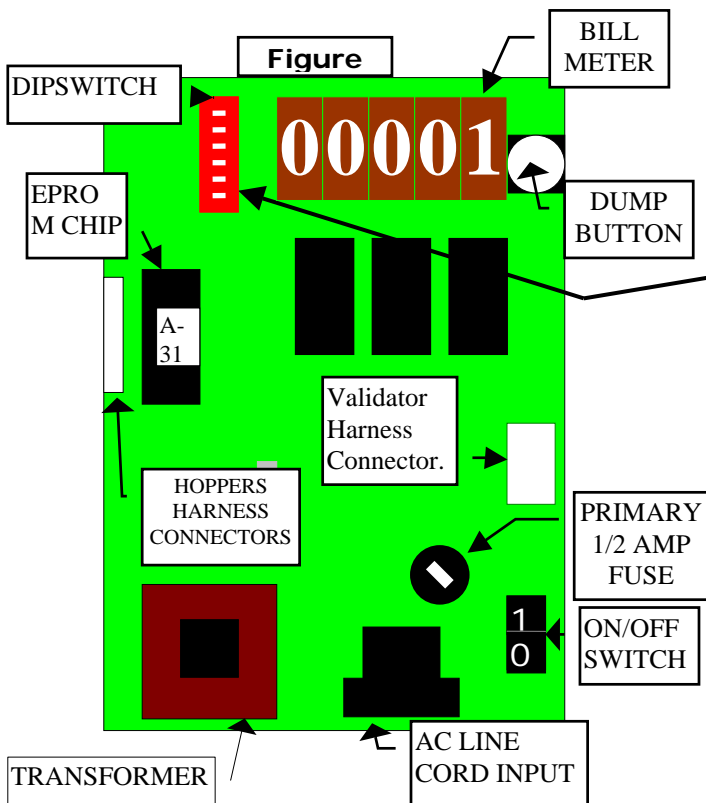 Figure
BILL
METER
DIPSWITCH
00001
EPRO
M CHIP
DUMP
BUTTON
A-
31
Validator
Harness
Connector.
HOPPERS
HARNESS
CONNECTORS
PRIMARY
1/2 AMP
FUSE
1
0
ON/OFF
SWITCH
AC LINE
CORD INPUT
TRANSFORMER